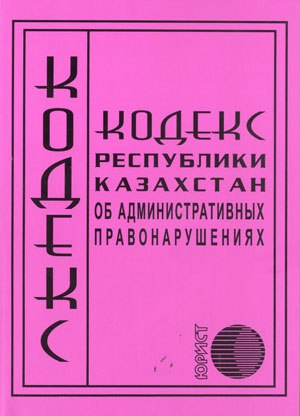 КОДЕКС
КОДЕКС
РЕСПУБЛИКИ
КАЗАХСТАН
ОБ АДМИНИСТРАТИВНЫХ
ПРАВОНАРУШЕНИЯХ
ЮРИСТ